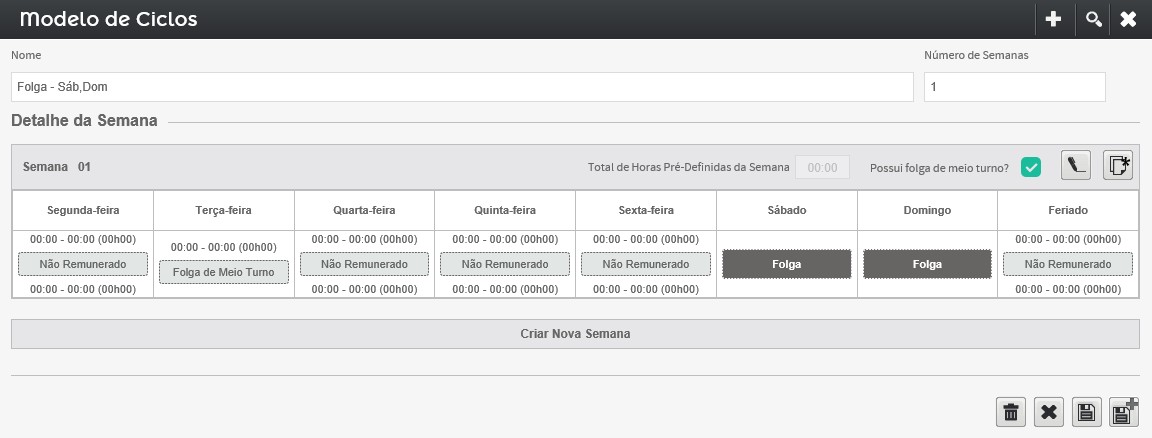 Modelo de Ciclos
Nome
Número de Semanas
Folga - Sáb,Dom
1
Detalhe da Semana
Semana 01
Total de Horas Pré-Definidas da Semana 00:00
Possui folga de meio turno?
Segunda-feira Terça-feira Quarta-feira Quinta-feira Sexta-feira Sábado Domingo Feriado
00:00 - 00:00 (00h00) 00:00 - 00:00 (00h00) 00:00 - 00:00 (00h00) 00:00 - 00:00 (00h00) 00:00 - 00:00 (00h00) 00:00 - 00:00 (00h00)
Não Remunerado Folga de Meio Turno Não Remunerado Não Remunerado Não Remunerado Folga Folga Não Remunerado
00:00 - 00:00 (00h00) 00:00 - 00:00 (00h00) 00:00 - 00:00 (00h00) 00:00 - 00:00 (00h00) 00:00 - 00:00 (00h00)
Criar Nova Semana